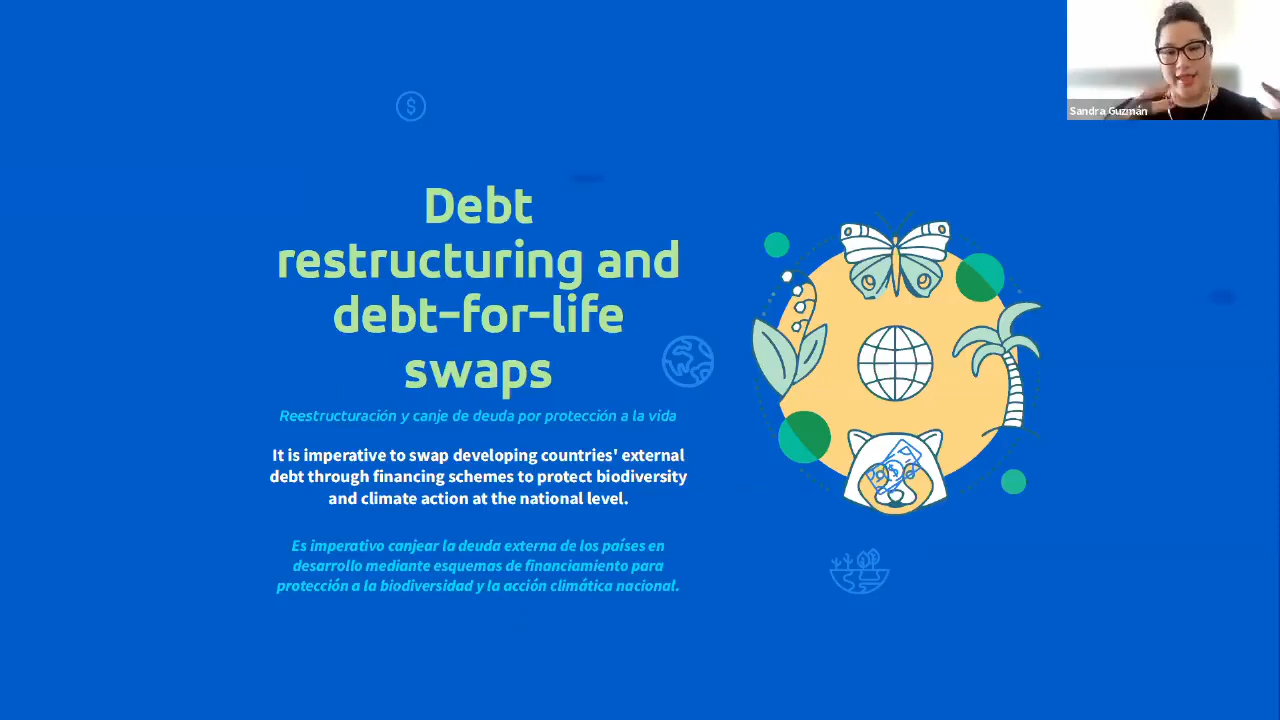 Sandra Guzmán
Debt
restructuring and
debt-for-life
swaps
Reestructuración y canje de deuda por protección a la vida
It is imperative to swap developing countries' external
debt through financing schemes to protect biodiversity
and climate action at the national level.
Es imperativo canjear la deuda externa de los países en
desarrollo mediante esquemas de financiamiento para
protección a la biodiversidad y la acción climática nacional.